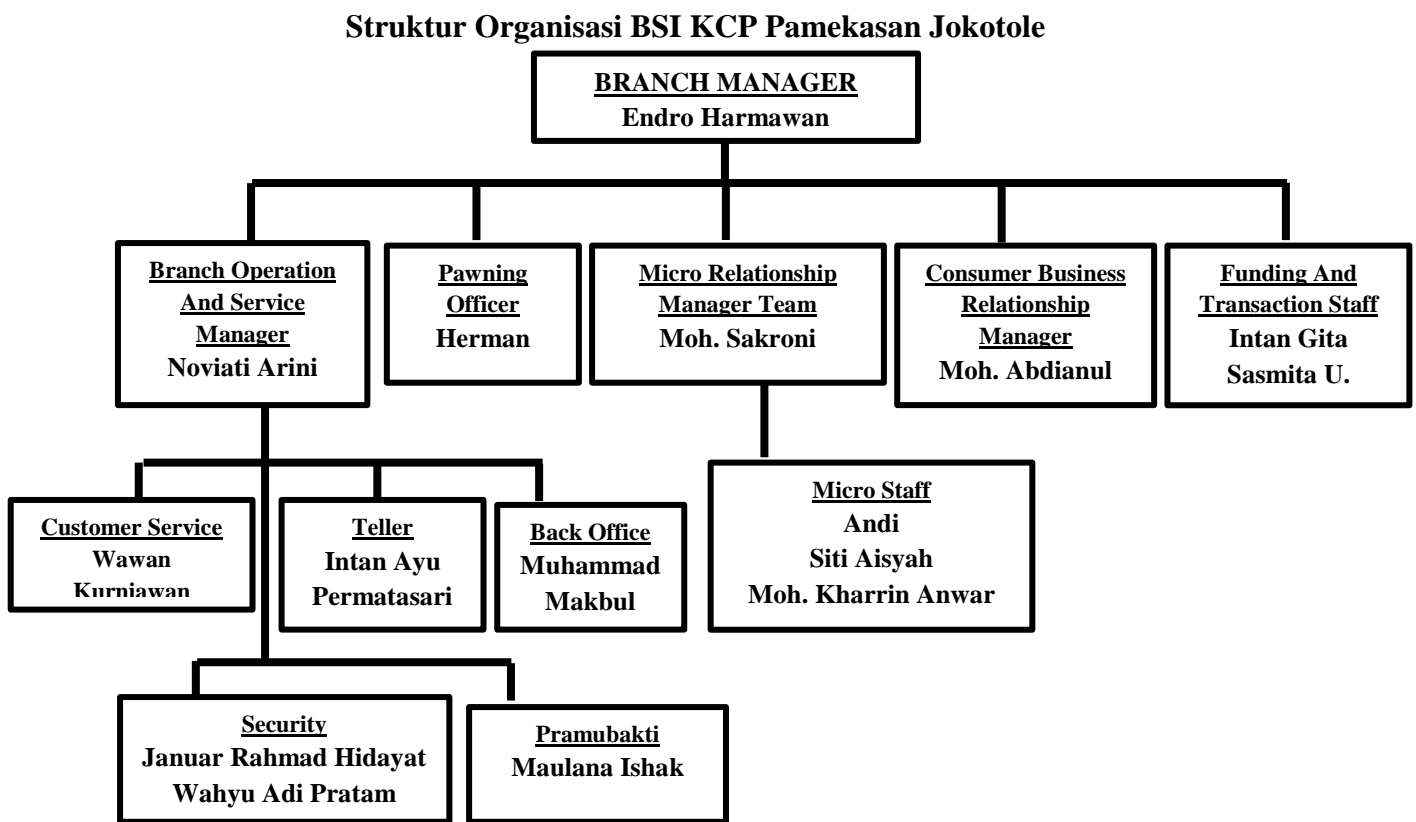 Struktur Organisasi BSI KCP Pamekasan Jokotole
BRANCH MANAGER
Endro Harmawan
Branch Operation
And Service
Manager
Noviati Arini
Pawning
Officer
Herman
Micro Relationship
Manager Team
Moh. Sakroni
Consumer Business
Relationship
Manager
Moh. Abdianul
Funding And
Transaction Staff
Intan Gita
Sasmita U.
Customer Service
Wawan
Kurniawan
Teller
Intan Ayu
Permatasari
Back Office
Muhammad
Makbul
Micro Staff
Andi
Siti Aisyah
Moh. Kharrin Anwar
Security
Januar Rahmad Hidayat
Wahyu Adi Pratam
Pramubakti
Maulana Ishak